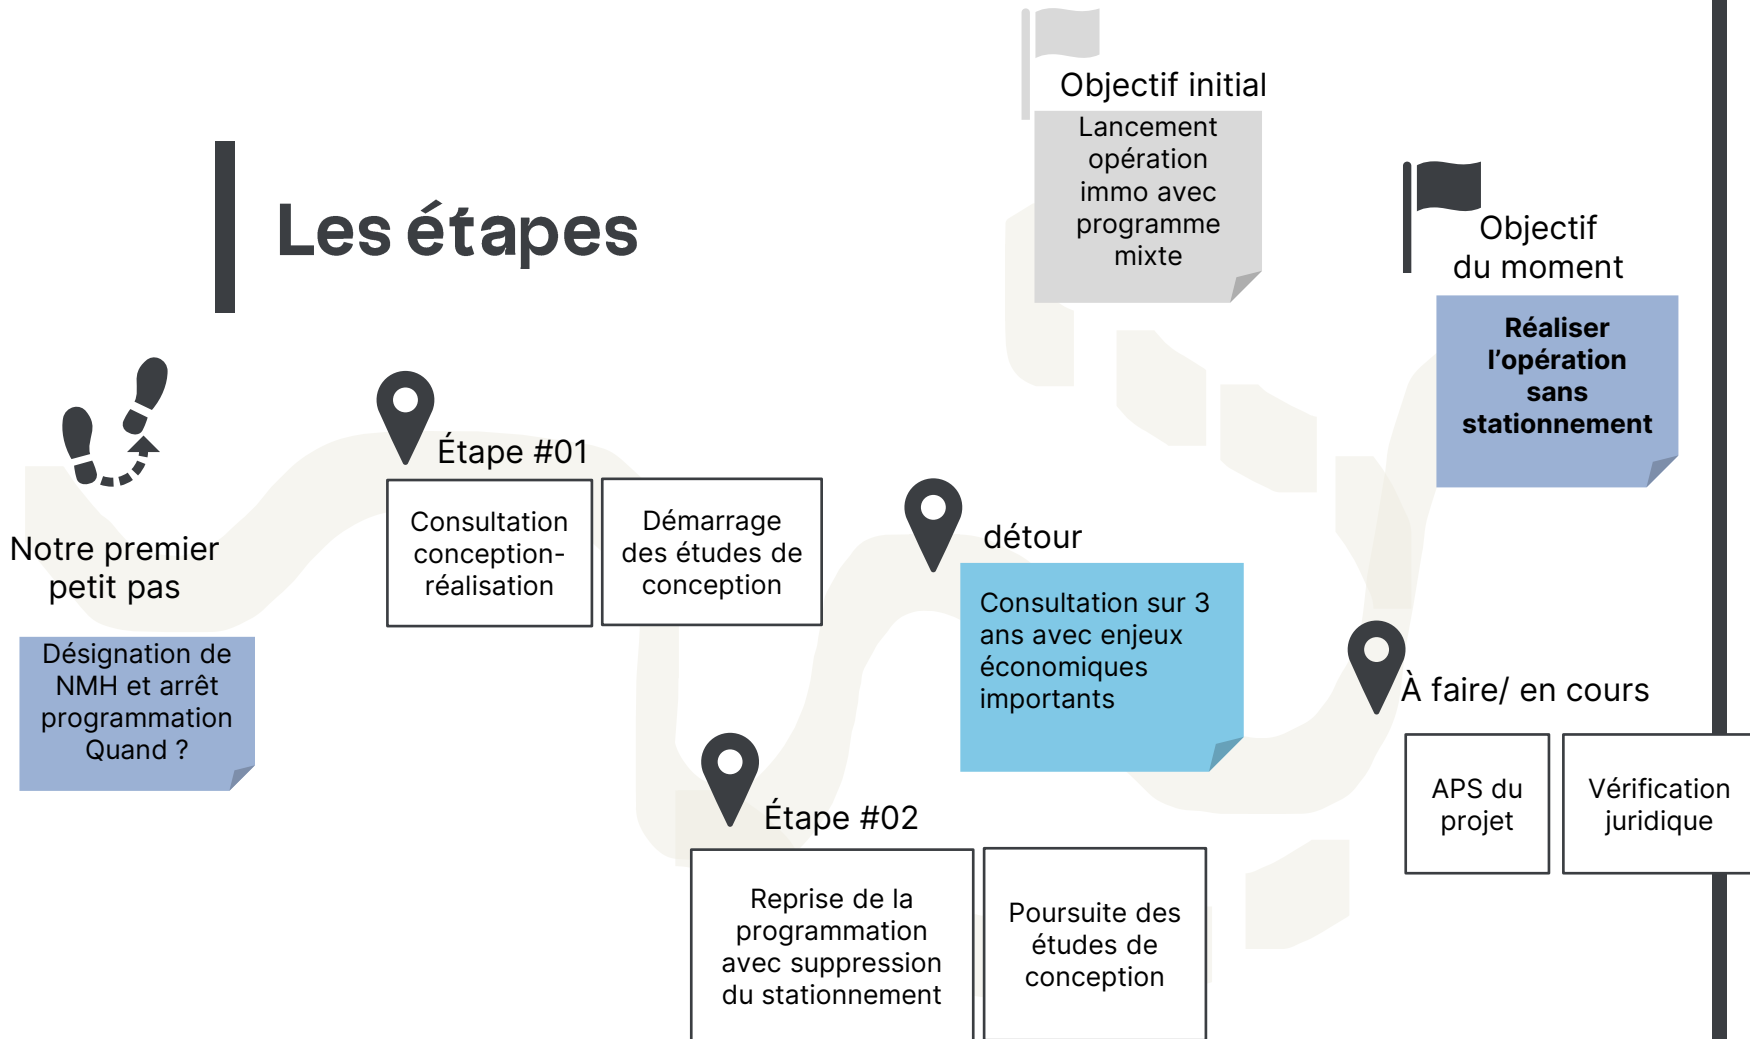 Les étapes
Objectif initial
Lancement
opération
immo avec
programme
mixte
Objectif
du moment
Réaliser
l’opération
sans
stationnement
Notre premier
petit pas
Désignation de
NMH et arrêt
programmation
Quand ?
Étape #01
Consultation
conception-
réalisation
Démarrage
des études de
conception
détour
Consultation sur 3
ans avec enjeux
économiques
importants
Étape #02
Reprise de la
programmation
avec suppression
du stationnement
Poursuite des
études de
conception
À faire/ en cours
APS du
projet
Vérification
juridique